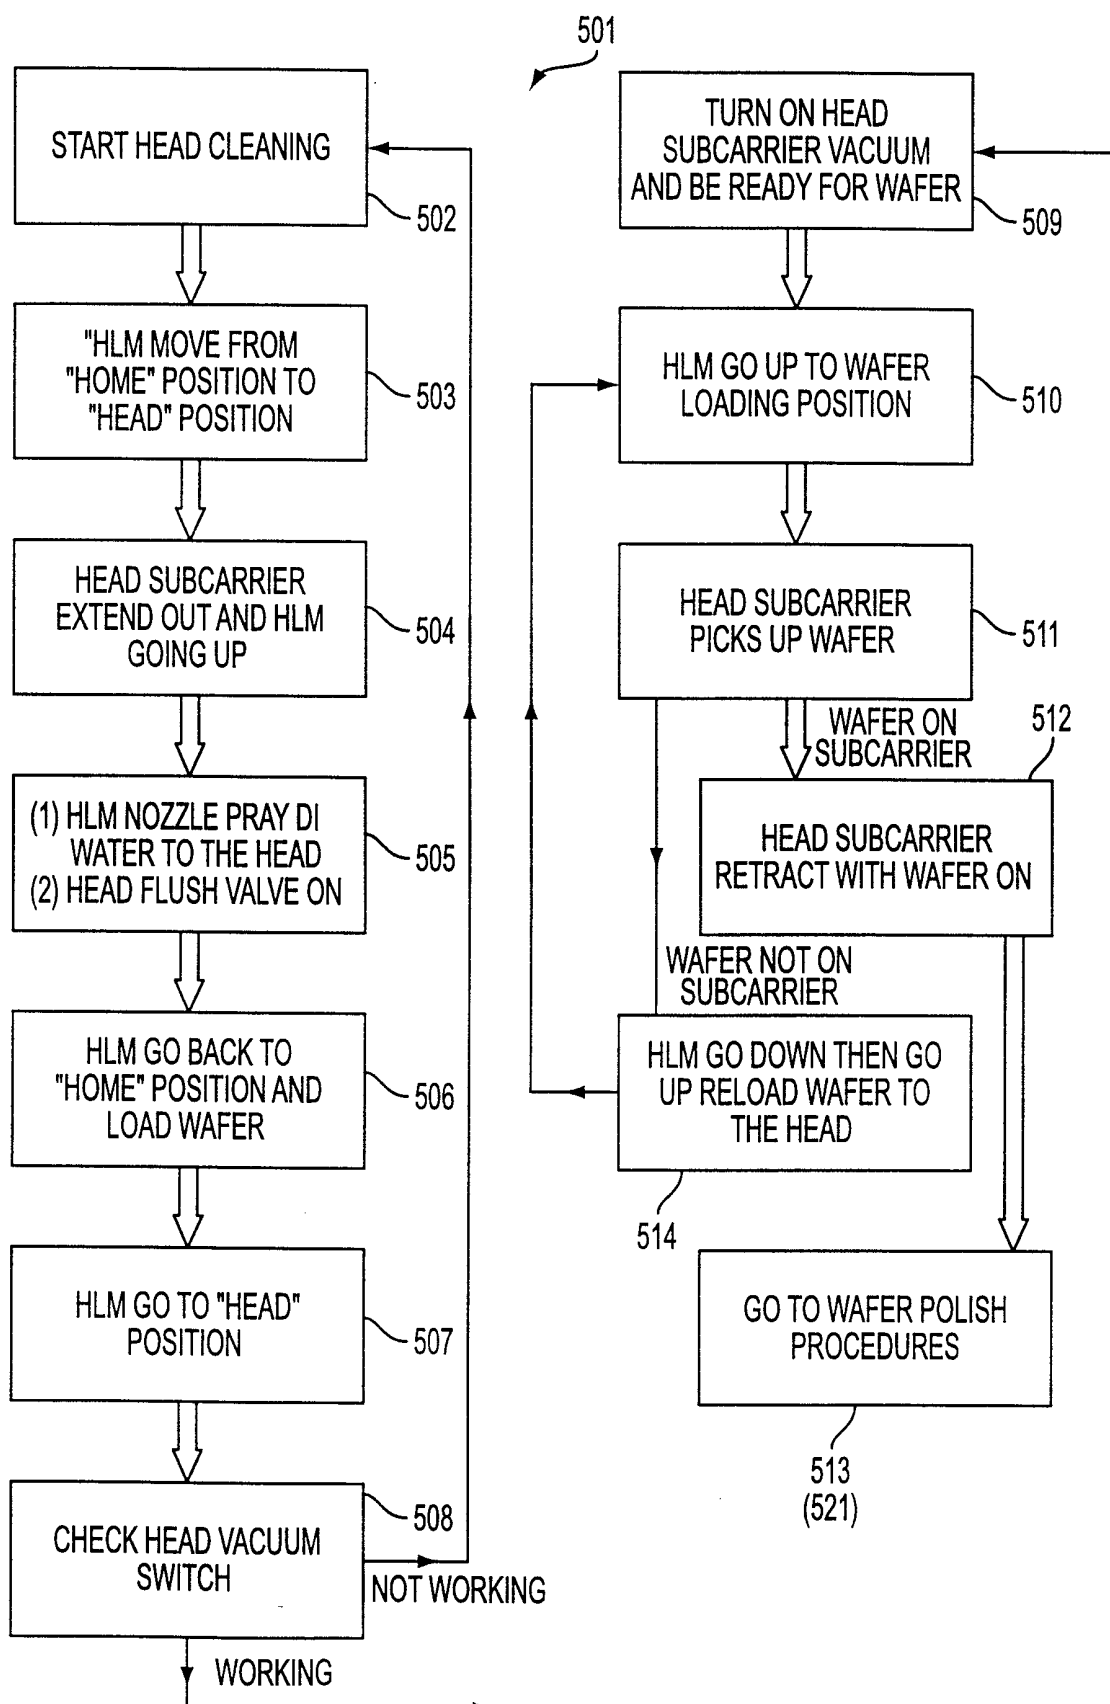 501
START HEAD CLEANING
502
"HLM MOVE FROM
"HOME" POSITION TO
"HEAD" POSITION
503
HEAD SUBCARRIER
EXTEND OUT AND HLM
GOING UP
504
(1) HLM NOZZLE PRAY DI
WATER TO THE HEAD
(2) HEAD FLUSH VALVE ON
505
HLM GO BACK TO
"HOME" POSITION AND
LOAD WAFER
506
HLM GO TO "HEAD"
POSITION
507
CHECK HEAD VACUUM
SWITCH
508
NOT WORKING
WORKING
TURN ON HEAD
SUBCARRIER VACUUM
AND BE READY FOR WAFER
509
HLM GO UP TO WAFER
LOADING POSITION
510
HEAD SUBCARRIER
PICKS UP WAFER
511
WAFER ON
SUBCARRIER
512
HEAD SUBCARRIER
RETRACT WITH WAFER ON
WAFER NOT ON
SUBCARRIER
HLM GO DOWN THEN GO
UP RELOAD WAFER TO
THE HEAD
514
GO TO WAFER POLISH
PROCEDURES
513
(521)